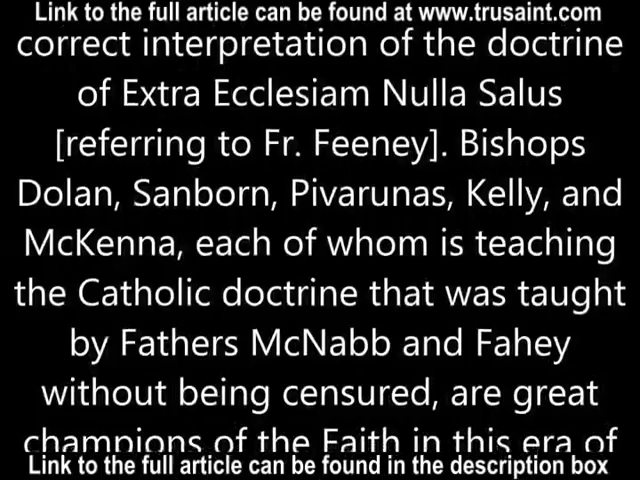 Link to the full article can be found at www.trusaint.com
correct interpretation of the doctrine
of Extra Ecclesiam Nulla Salus
[referring to Fr. Feeney]. Bishops
Dolan, Sanborn, Pivarunas, Kelly, and
McKenna, each of whom is teaching
the Catholic doctrine that was taught
by Fathers McNabb and Fahey
without being censured, are great
champions of the Faith in this era of
Link to the full article can be found in the description box